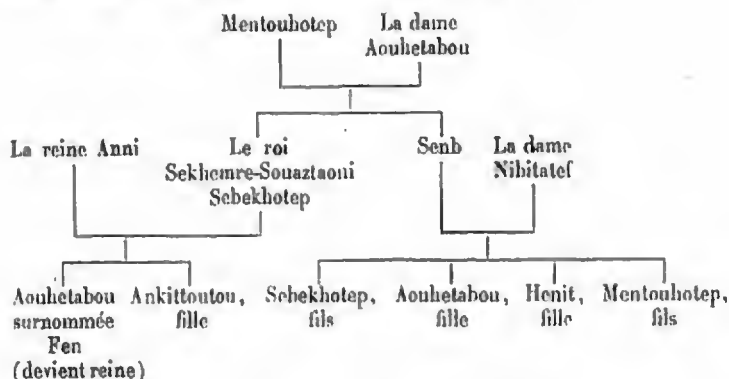 Mentouhotep
La dame
Aouhetabou
La reine Anni
Le roi
Sekhemre-Souaztaoni
Sebekhotep
Senb
La dame
Nibitatef
Aouhetabou
surnommée
Fen
(devient reine)
Ankittoutou,
fille
Sebekhotep,
fils
Aouhetabou,
fille
Henit,
fille
Mentouhotep,
fils